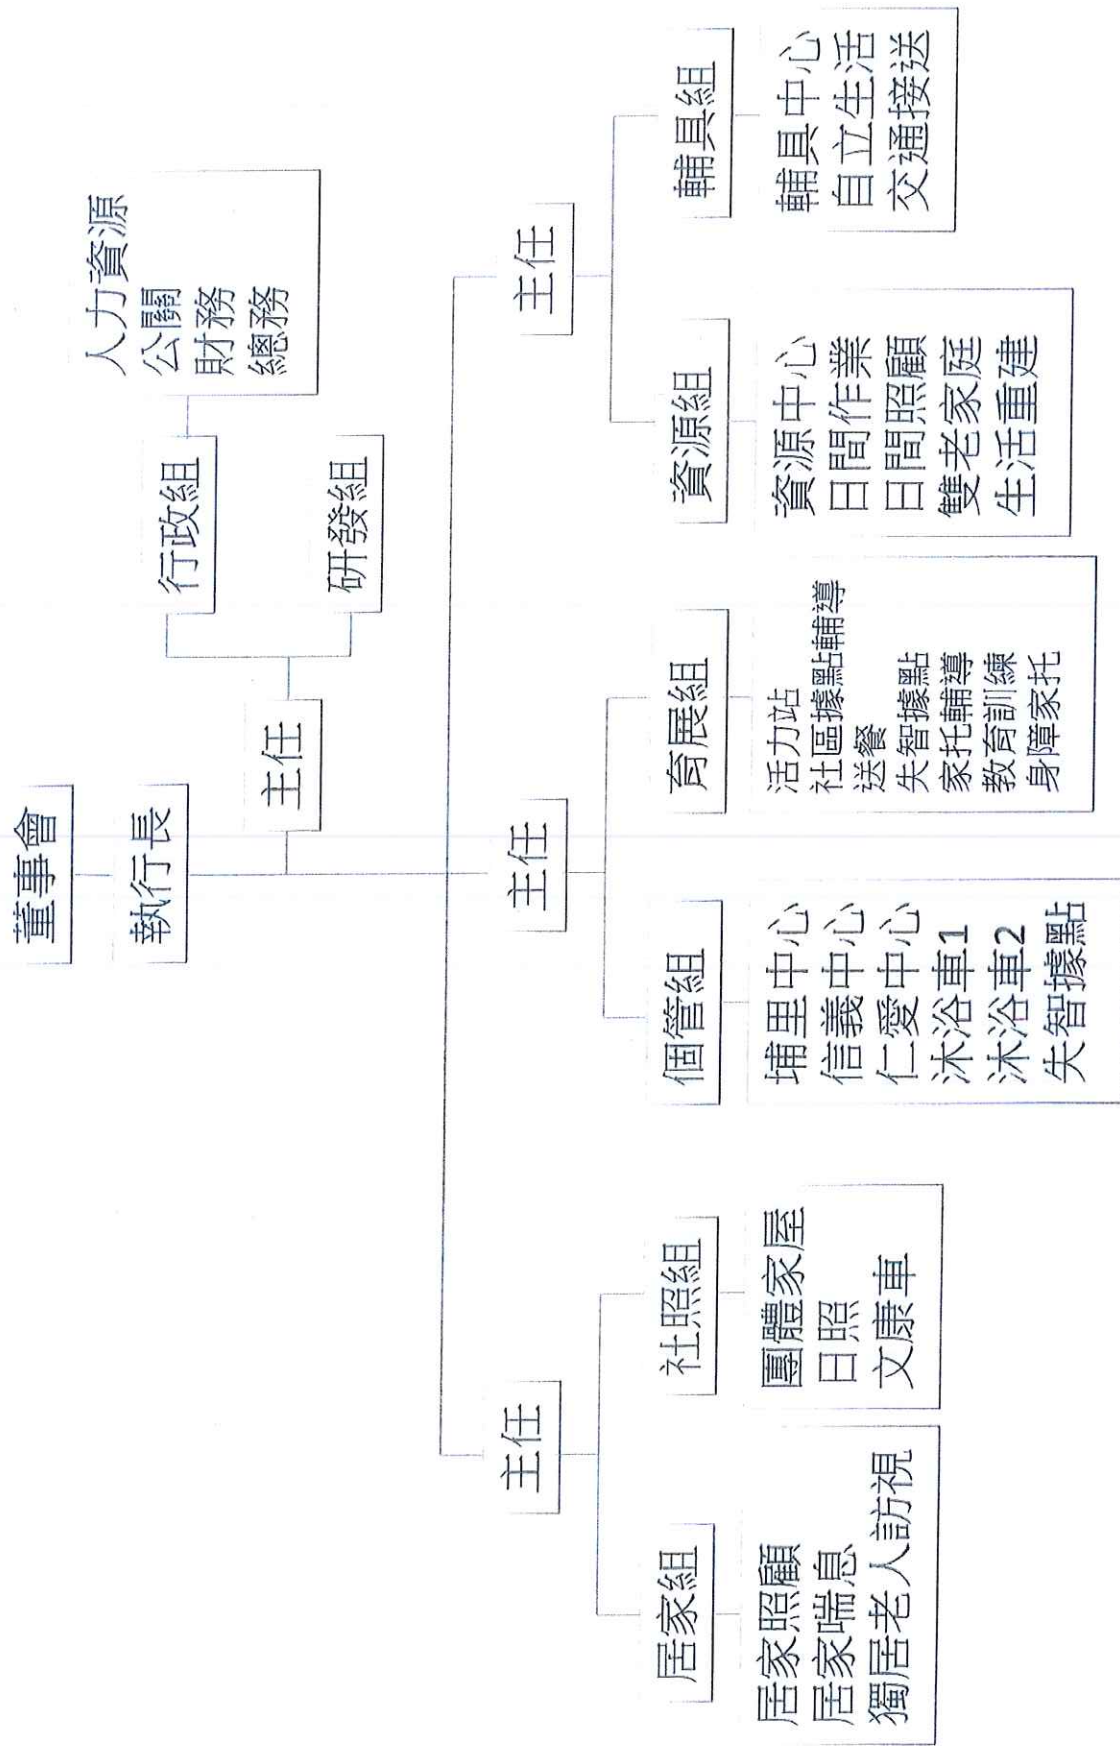 董事會
執行長
主任
行政組
人力資源
公關
財務
總務
研發組
主任
居家組
居家照顧
居家喘息
獨居老人訪視
社照組
團體家屋
日照
文康車
主任
個管組
埔里中心
信義中心
仁愛中心
沐浴車1
沐浴車2
失智據點
育展組
活力站
社區據點輔導
送餐
失智據點
家托輔導
教育訓練
身障家托
主任
資源組
資源中心
日間作業
日間照顧
雙老家庭
生活重建
輔具組
輔具中心
自立生活
交通接送